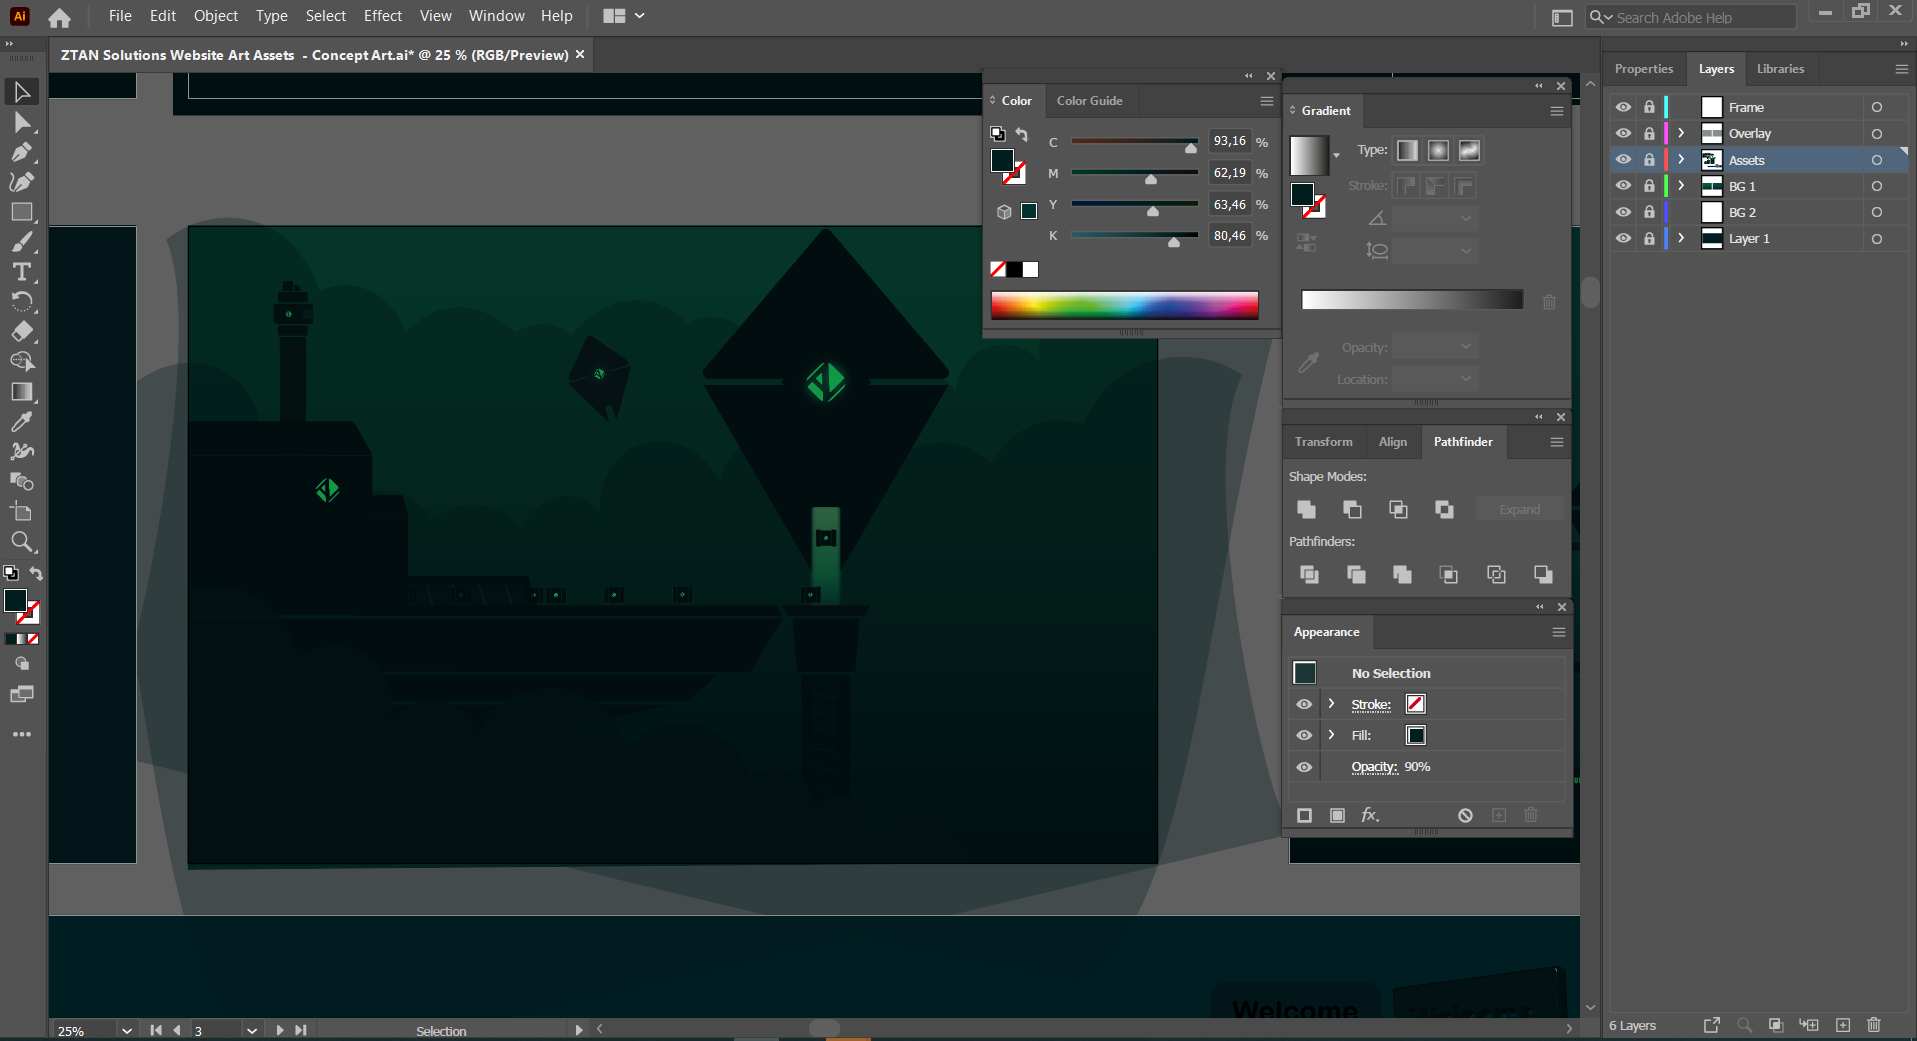 Ai File Edit Object Type Select Effect View Window Help Search Adobe Help
ZTAN Solutions Website Art Assets - Concept Art.ai* @ 25 % (RGB/Preview)
Color Color Guide
C 93,16 %
M 62,19 %
Y 63,46 %
K 80,46 %
Gradient
Type:
Stroke:
Opacity:
Location:
Transform Align Pathfinder
Shape Modes:
Expand
Pathfinders:
Appearance
No Selection
Stroke:
Fill:
Opacity: 90%
fx.
Properties Layers Libraries
Frame
Overlay
Assets
BG 1
BG 2
Layer 1
Welcome
25% 3 Selection
6 Layers